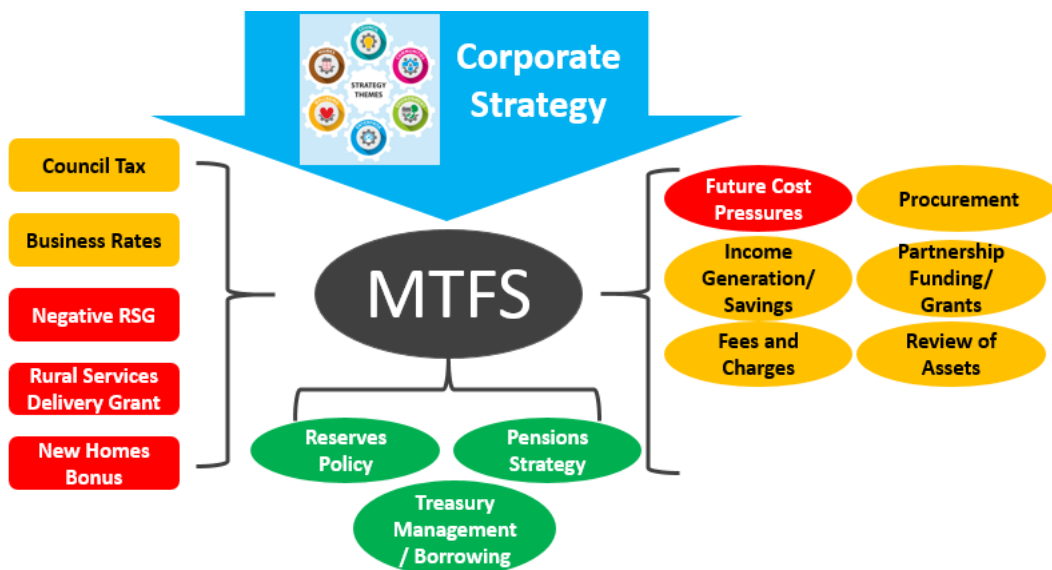 Corporate
Strategy
STRATEGY
THEMES
Council Tax
Business Rates
Negative RSG
Rural Services
Delivery Grant
New Homes
Bonus
MTFS
Future Cost
Pressures
Procurement
Income
Generation/
Savings
Partnership
Funding/
Grants
Fees and
Charges
Review of
Assets
Reserves
Policy
Pensions
Strategy
Treasury
Management
/ Borrowing